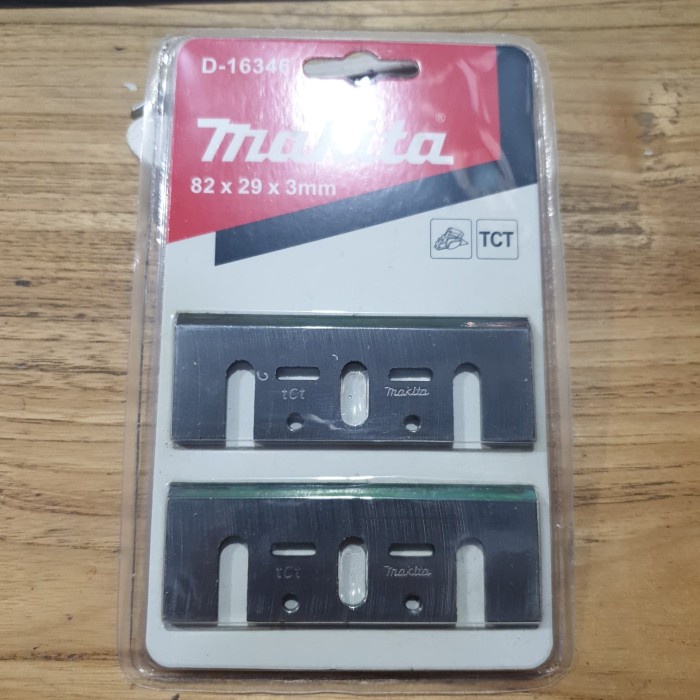 D-16346
Makita®
82 x 29 x 3mm
TCT
tCt
Makita
tCt
Makita